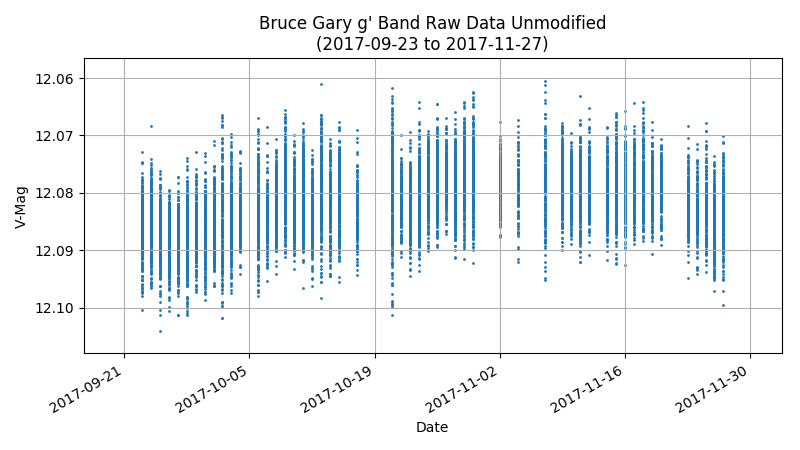 Bruce Gary g' Band Raw Data Unmodified
(2017-09-23 to 2017-11-27)
12.06
12.07
12.08
12.09
12.10
V-Mag
2017-09-21
2017-10-05
2017-10-19
2017-11-02
2017-11-16
2017-11-30
Date